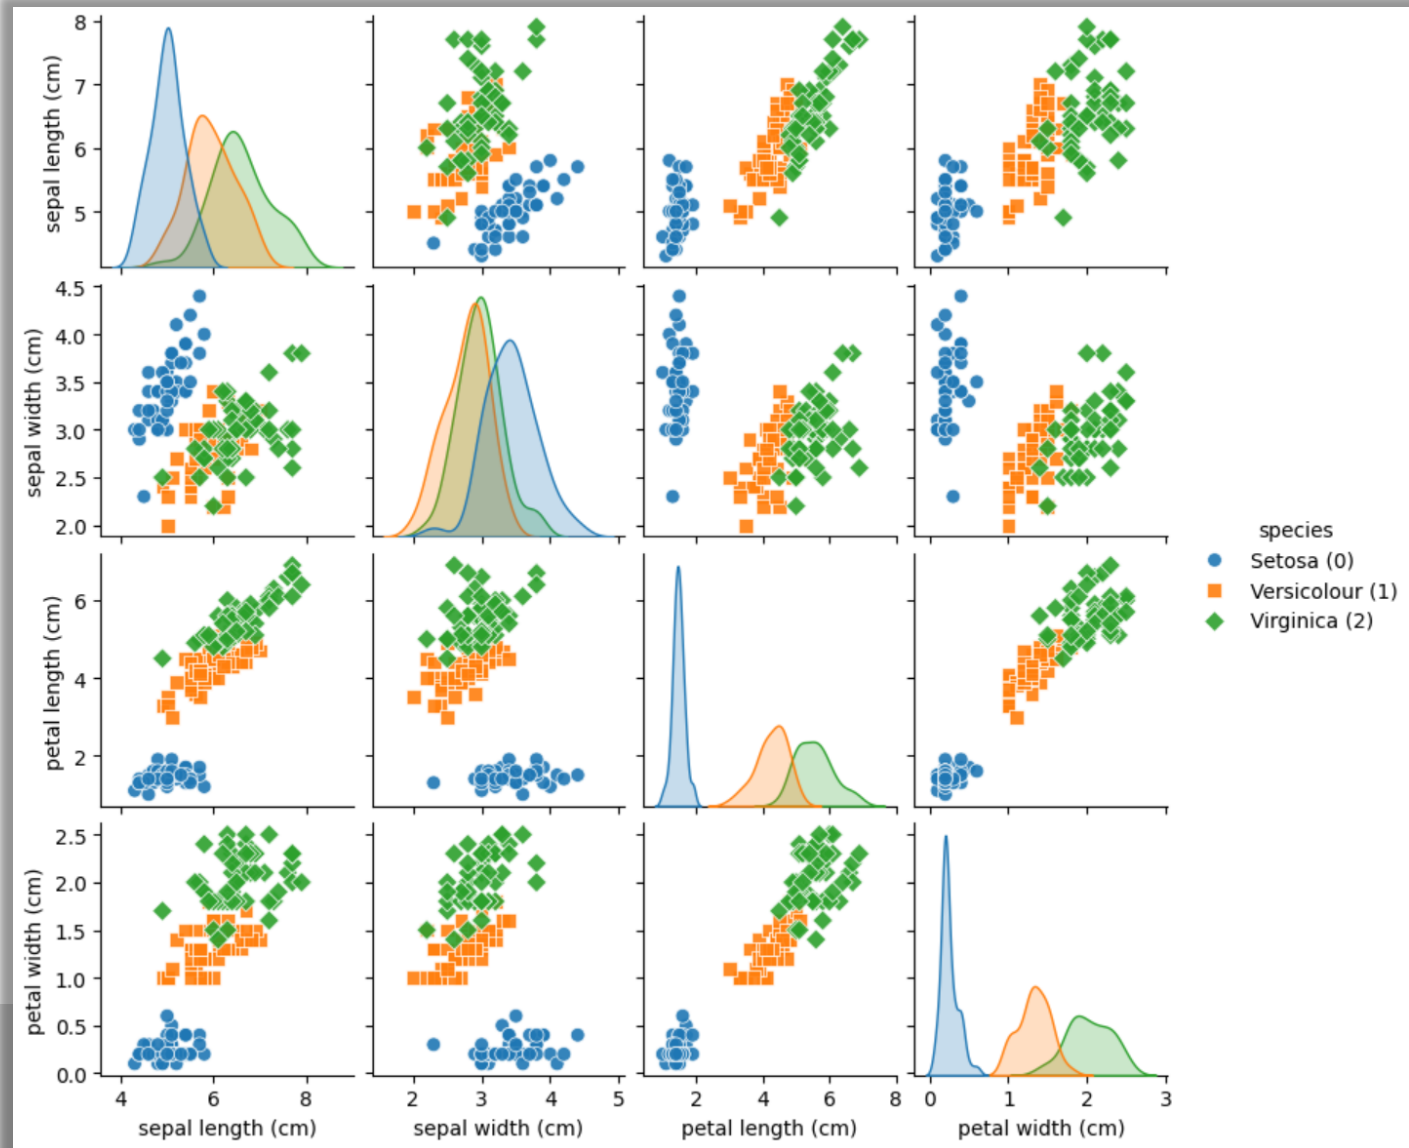 sepal length (cm)
8
7
6
5
sepal width (cm)
4.5
4.0
3.5
3.0
2.5
2.0
petal length (cm)
6
4
2
petal width (cm)
2.5
2.0
1.5
1.0
0.5
0.0
4 6 8
2 3 4 5
2 4 6 8
0 1 2 3
sepal length (cm)
sepal width (cm)
petal length (cm)
petal width (cm)
species
Setosa (0)
Versicolour (1)
Virginica (2)